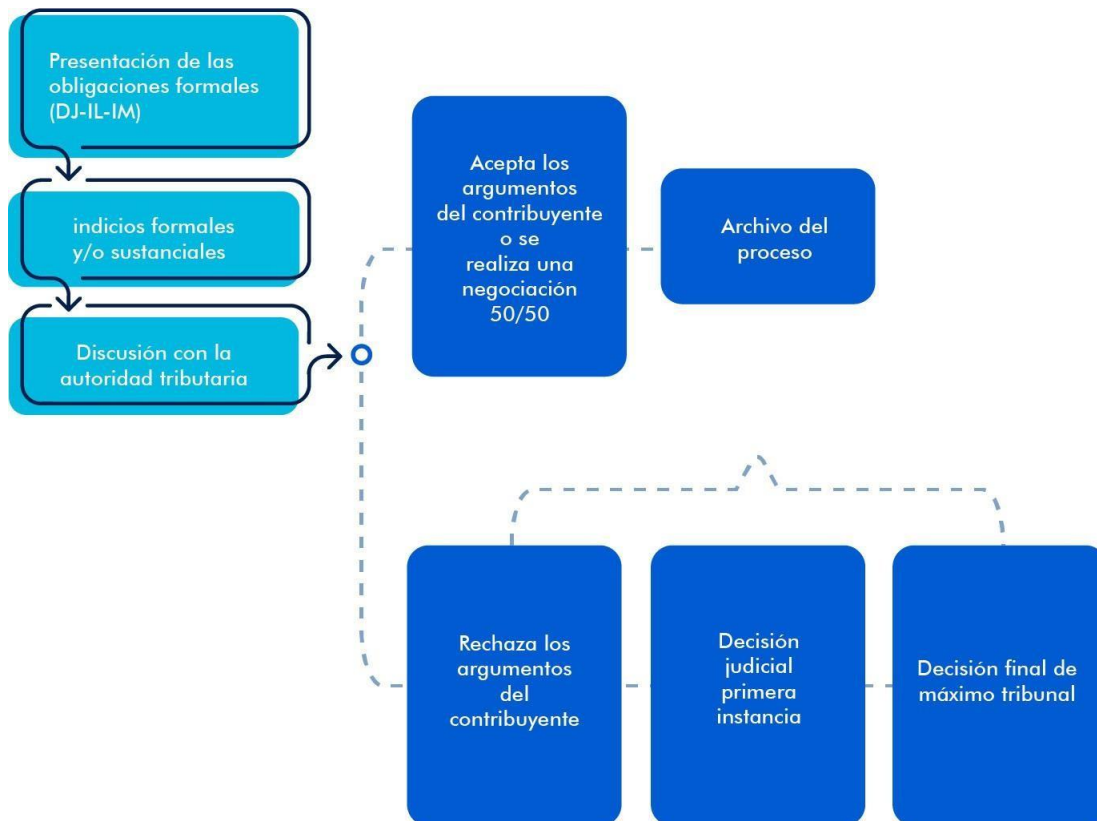 Presentación de las
obligaciones formales
(DJ-IL-IM)
indicios formales
y/o sustanciales
Discusión con la
autoridad tributaria
Acepta los
argumentos
del contribuyente
o se
realiza una
negociación
50/50
Archivo del
proceso
Rechaza los
argumentos
del
contribuyente
Decisión
judicial
primera
instancia
Decisión final de
máximo tribunal